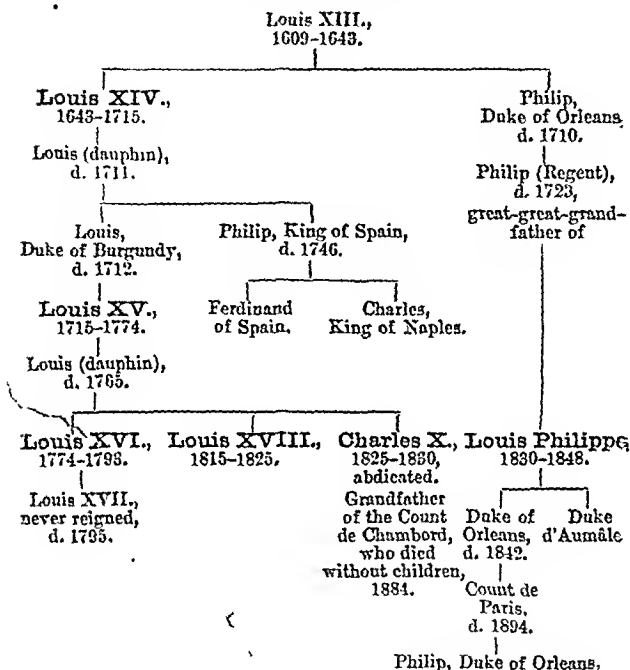 Louis XIII.,
1609-1643.
Louis XIV.,
1643-1715.
Philip,
Duke of Orleans
d. 1710.
Louis (dauphin),
d. 1711.
Philip (Regent),
d. 1723,
great-great-grand-
father of
Louis,
Duke of Burgundy,
d. 1712.
Philip, King of Spain,
d. 1746.
Louis XV.,
1715-1774.
Ferdinand
of Spain.
Charles,
King of Naples.
Louis (dauphin),
d. 1765.
Louis XVI.,
1774-1793.
Louis XVIII.,
1815-1825.
Charles X.,
1825-1830,
abdicated.
Grandfather
of the Count
de Chambord,
who died
without children,
1884.
Louis Philippe,
1830-1848.
Louis XVII.,
never reigned,
d. 1795.
Duke of
Orleans,
d. 1842.
Duke
d'Aumâle
Count de
Paris,
d. 1894.
Philip, Duke of Orleans.